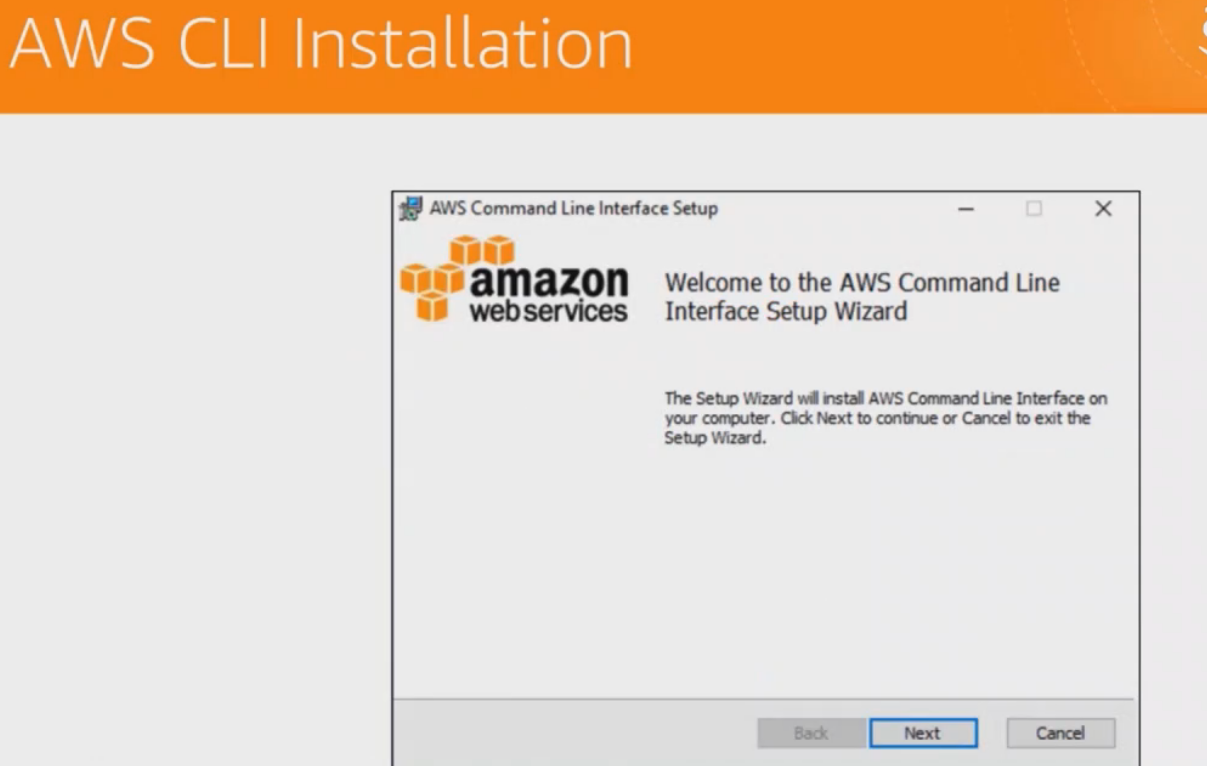 AWS CLI Installation
AWS Command Line Interface Setup
amazon
web services
Welcome to the AWS Command Line
Interface Setup Wizard
The Setup Wizard will install AWS Command Line Interface on
your computer. Click Next to continue or Cancel to exit the
Setup Wizard.
Back
Next
Cancel